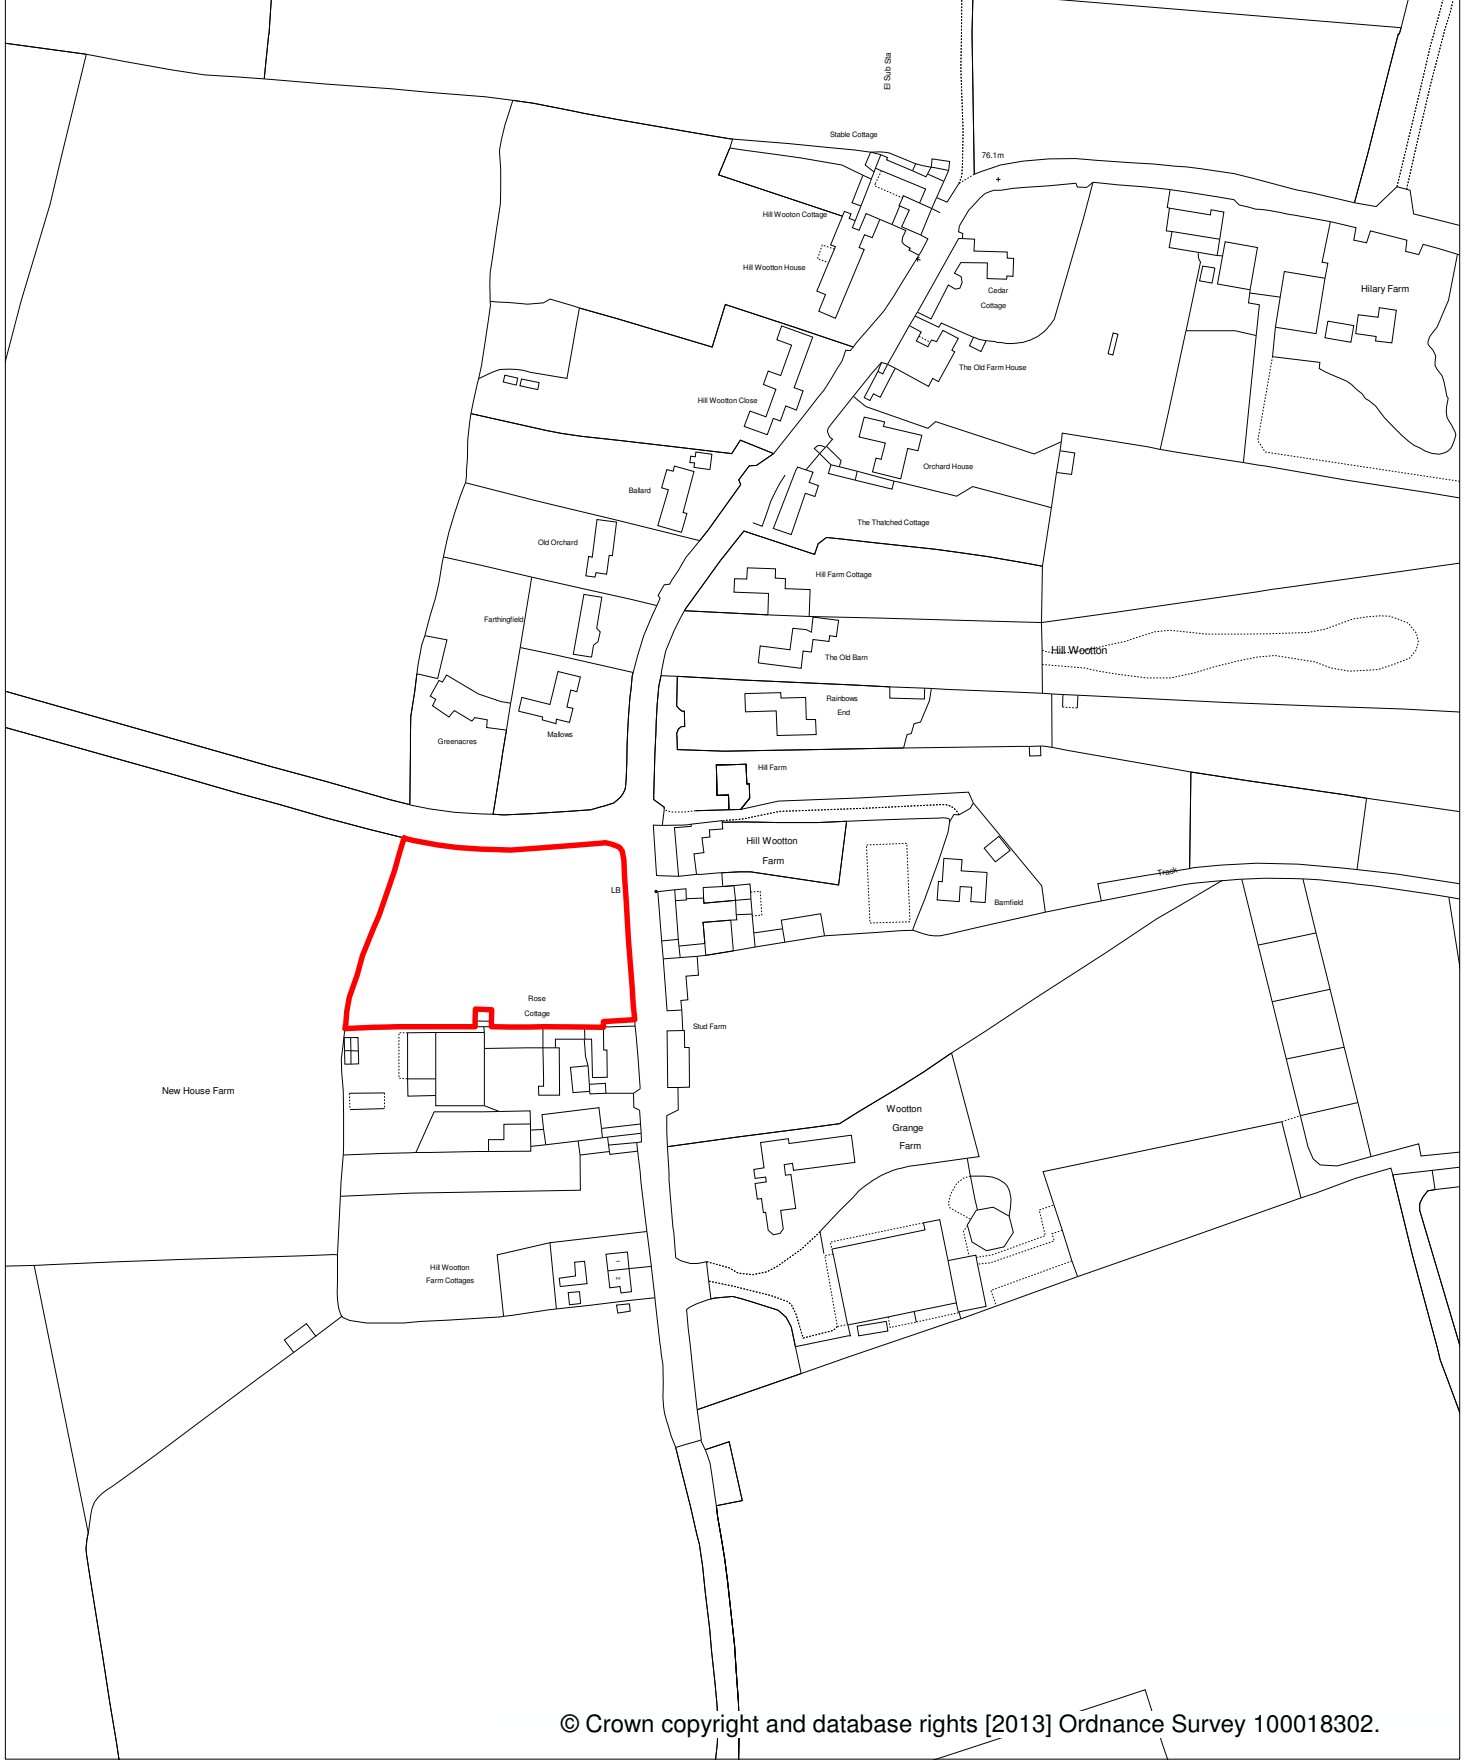 El Sub Sta
Stable Cottage
76.1m
Hill Wooton Cottage
Hill Wootton House
Cedar
Cottage
Hilary Farm
The Old Farm House
Hill Wootton Close
Orchard House
Ballard
The Thatched Cottage
Old Orchard
Hill Farm Cottage
Farthingfield
Hill Wootton
The Old Barn
Rainbows
End
Greenacres
Mallows
Hill Farm
Hill Wootton
Farm
Track
LB
Barnfield
Rose
Cottage
Stud Farm
New House Farm
Wootton
Grange
Farm
Hill Wootton
Farm Cottages
1
2
© Crown copyright and database rights [2013] Ordnance Survey 100018302.